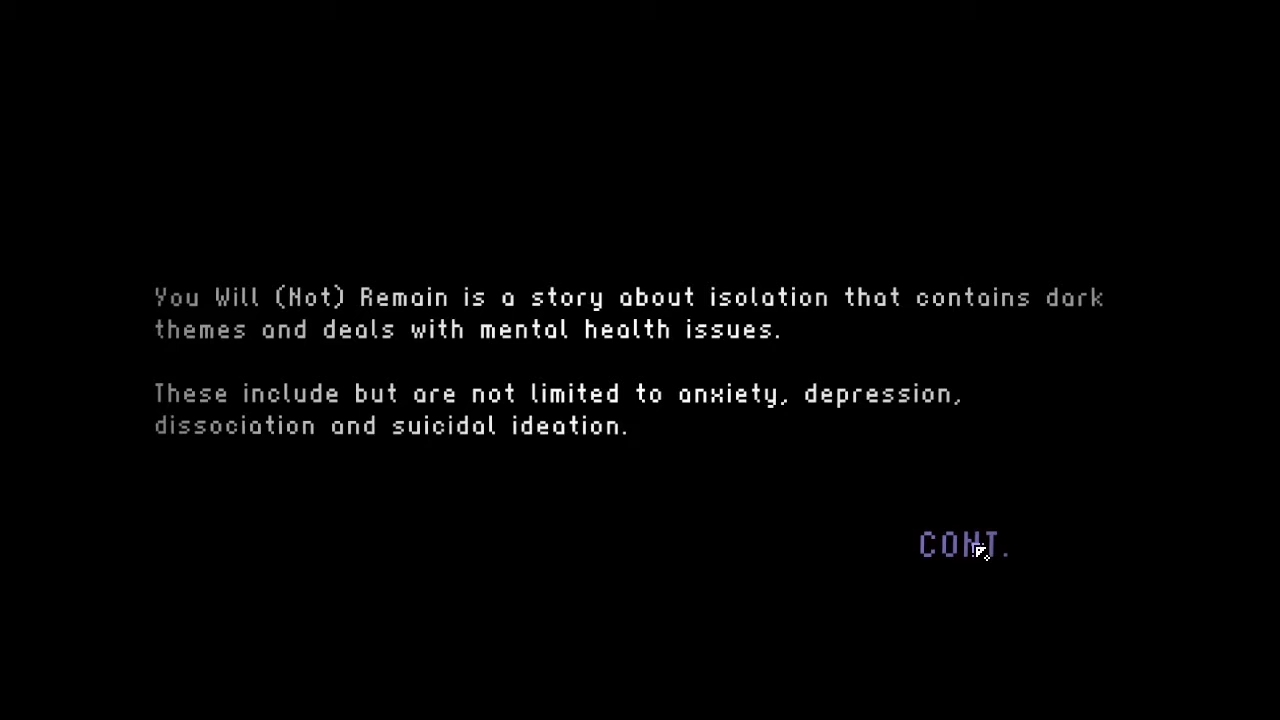 You Will (Not) Remain is a story about isolation that contains dark
themes and deals with mental health issues.
These include but are not limited to anxiety, depression,
dissociation and suicidal ideation.
CONT.